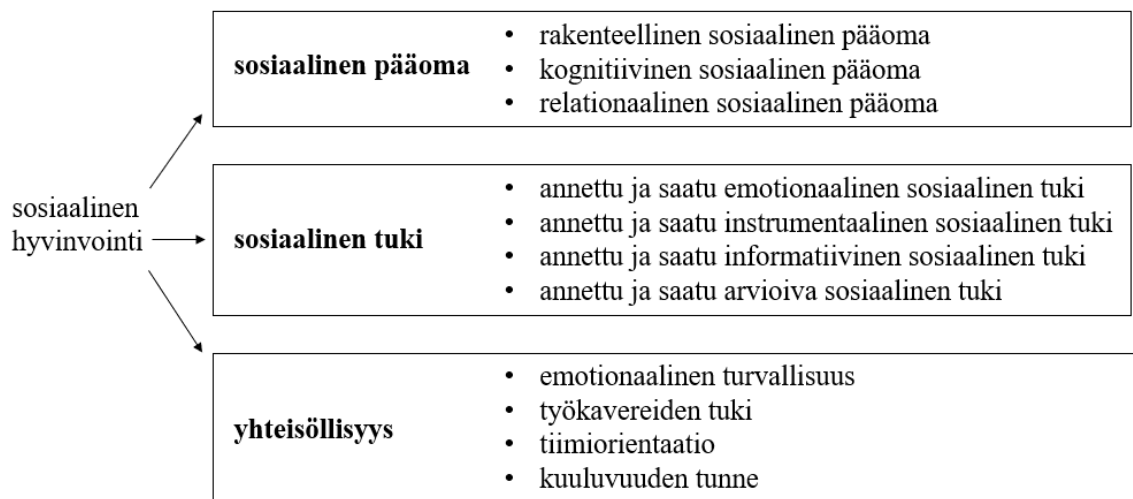 sosiaalinen pääoma
• rakenteellinen sosiaalinen pääoma
• kognitiivinen sosiaalinen pääoma
• relationaalinen sosiaalinen pääoma
sosiaalinen
hyvinvointi
sosiaalinen tuki
• annettu ja saatu emotionaalinen sosiaalinen tuki
• annettu ja saatu instrumentaalinen sosiaalinen tuki
• annettu ja saatu informatiivinen sosiaalinen tuki
• annettu ja saatu arvioiva sosiaalinen tuki
yhteisöllisyys
• emotionaalinen turvallisuus
• työkavereiden tuki
• tiimiorientaatio
• kuuluvuuden tunne